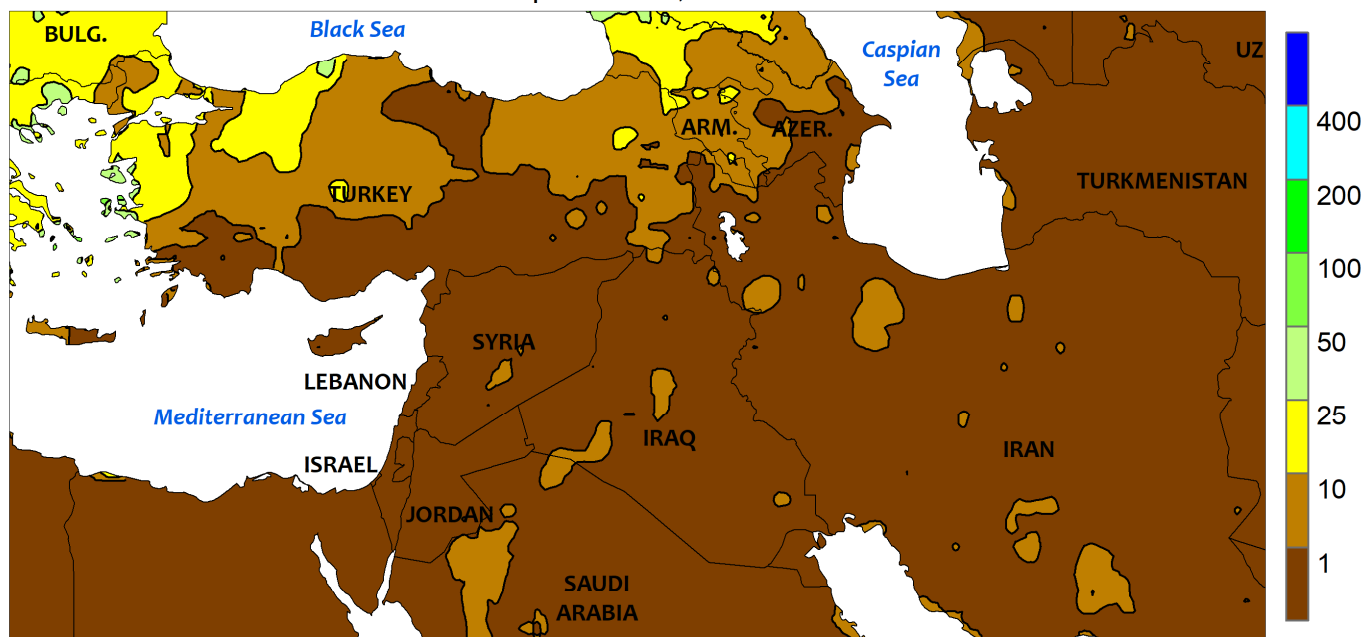 BULG.
Black Sea
Caspian
Sea
UZ
ARM.
AZER.
TURKEY
TURKMENISTAN
SYRIA
LEBANON
Mediterranean Sea
IRAQ
IRAN
ISRAEL
JORDAN
SAUDI
ARABIA
400
200
100
50
25
10
1